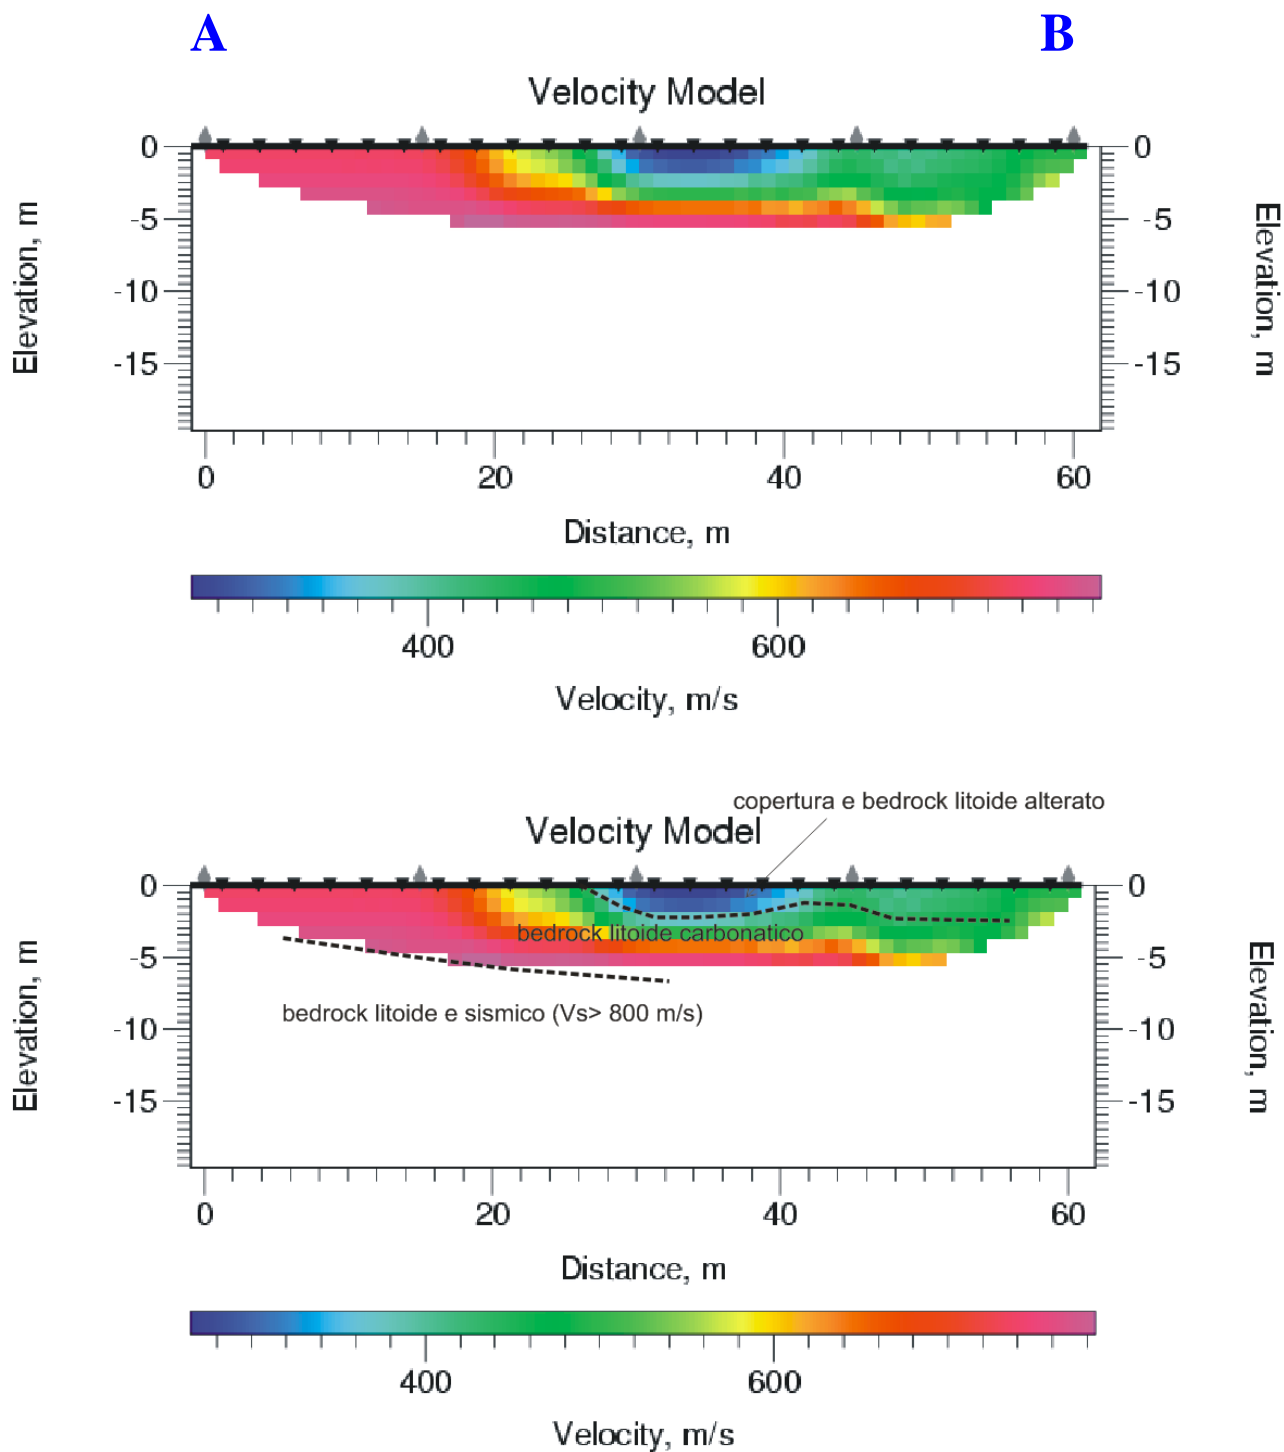 A B
Velocity Model
0 0
-5 -5
-10 -10
-15 -15
Elevation, m
Elevation, m
0 20 40 60
Distance, m
400 600
Velocity, m/s
copertura e bedrock litoide alterato
Velocity Model
0 0
bedrock litoide carbonatico
-5 -5
bedrock litoide e sismico (Vs> 800 m/s)
-10 -10
-15 -15
Elevation, m
Elevation, m
0 20 40 60
Distance, m
400 600
Velocity, m/s